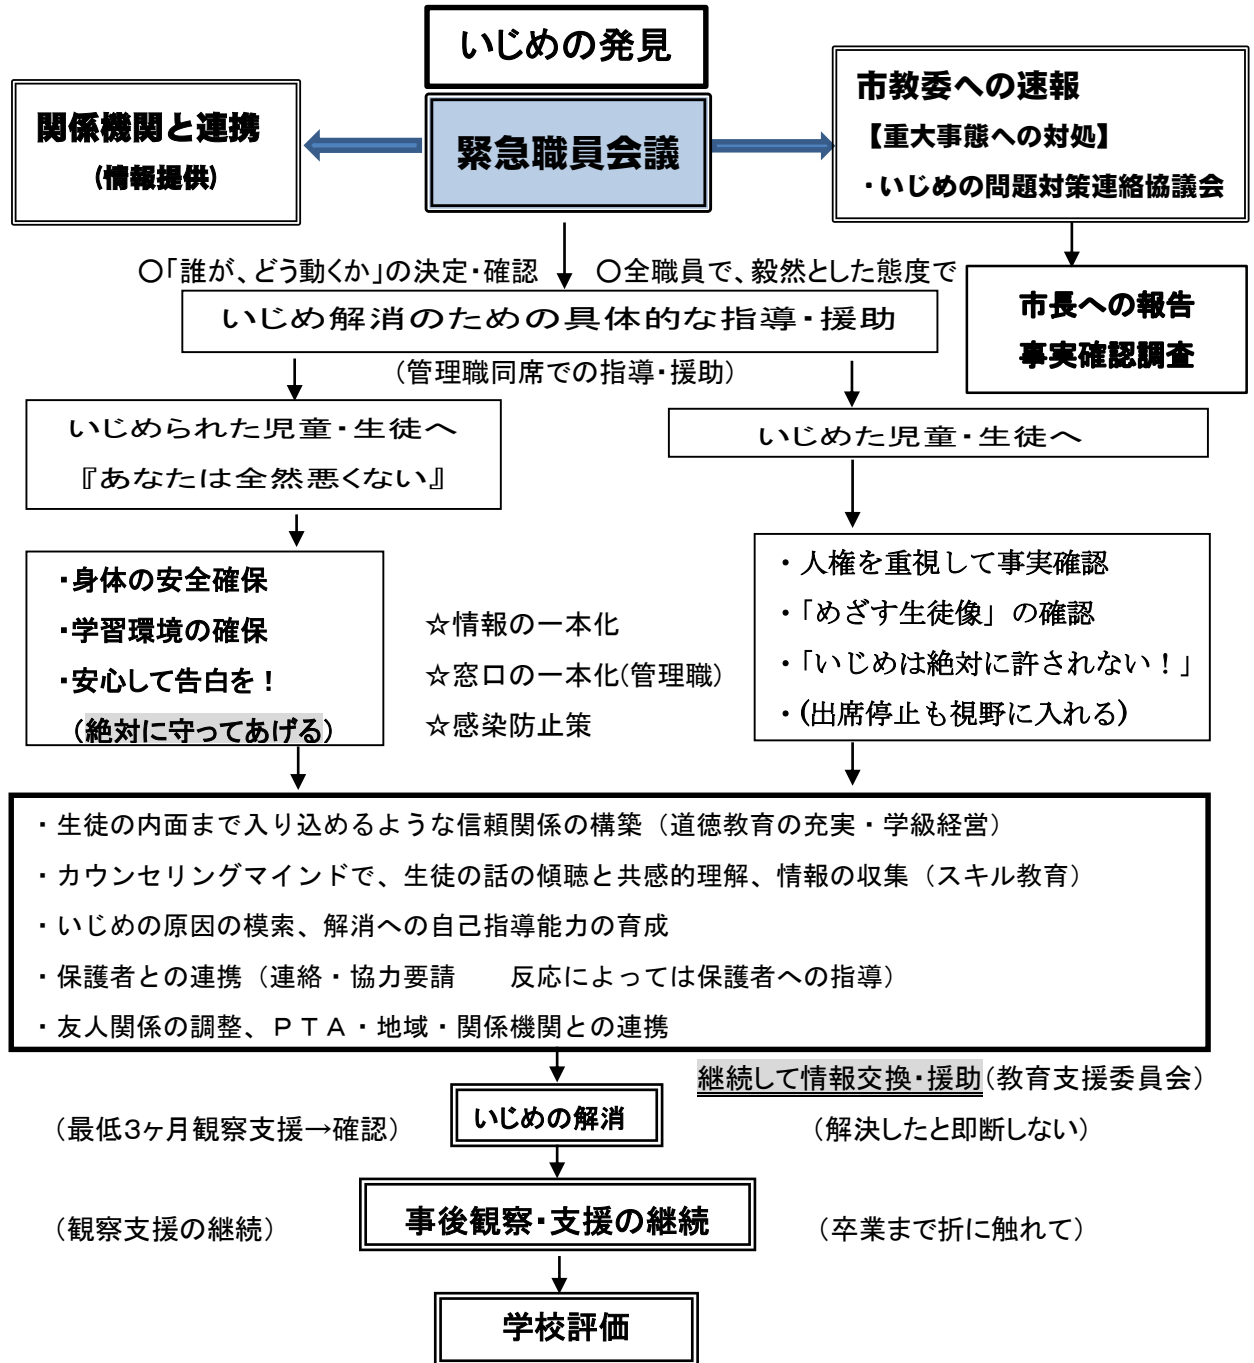 いじめの発見
関係機関と連携
(情報提供)
緊急職員会議
市教委への速報
【重大事態への対処】
・いじめの問題対策連絡協議会
〇「誰が、どう動くか」の決定・確認
〇全職員で、毅然とした態度で
いじめ解消のための具体的な指導・援助
市長への報告
事実確認調査
(管理職同席での指導・援助)
いじめられた児童・生徒へ
『あなたは全然悪くない』
いじめた児童・生徒へ
・身体の安全確保
・学習環境の確保
・安心して告白を！
(絶対に守ってあげる)
☆情報の一本化
☆窓口の一本化(管理職)
☆感染防止策
・人権を重視して事実確認
・「めざす生徒像」の確認
・「いじめは絶対に許されない！」
・(出席停止も視野に入れる)
・生徒の内面まで入り込めるような信頼関係の構築（道徳教育の充実・学級経営）
・カウンセリングマインドで、生徒の話の傾聴と共感的理解、情報の収集（スキル教育）
・いじめの原因の模索、解消への自己指導能力の育成
・保護者との連携（連絡・協力要請　　反応によっては保護者への指導）
・友人関係の調整、ＰＴＡ・地域・関係機関との連携
継続して情報交換・援助(教育支援委員会)
(最低3ヶ月観察支援→確認)
いじめの解消
(解決したと即断しない)
(観察支援の継続)
事後観察・支援の継続
(卒業まで折に触れて)
学校評価